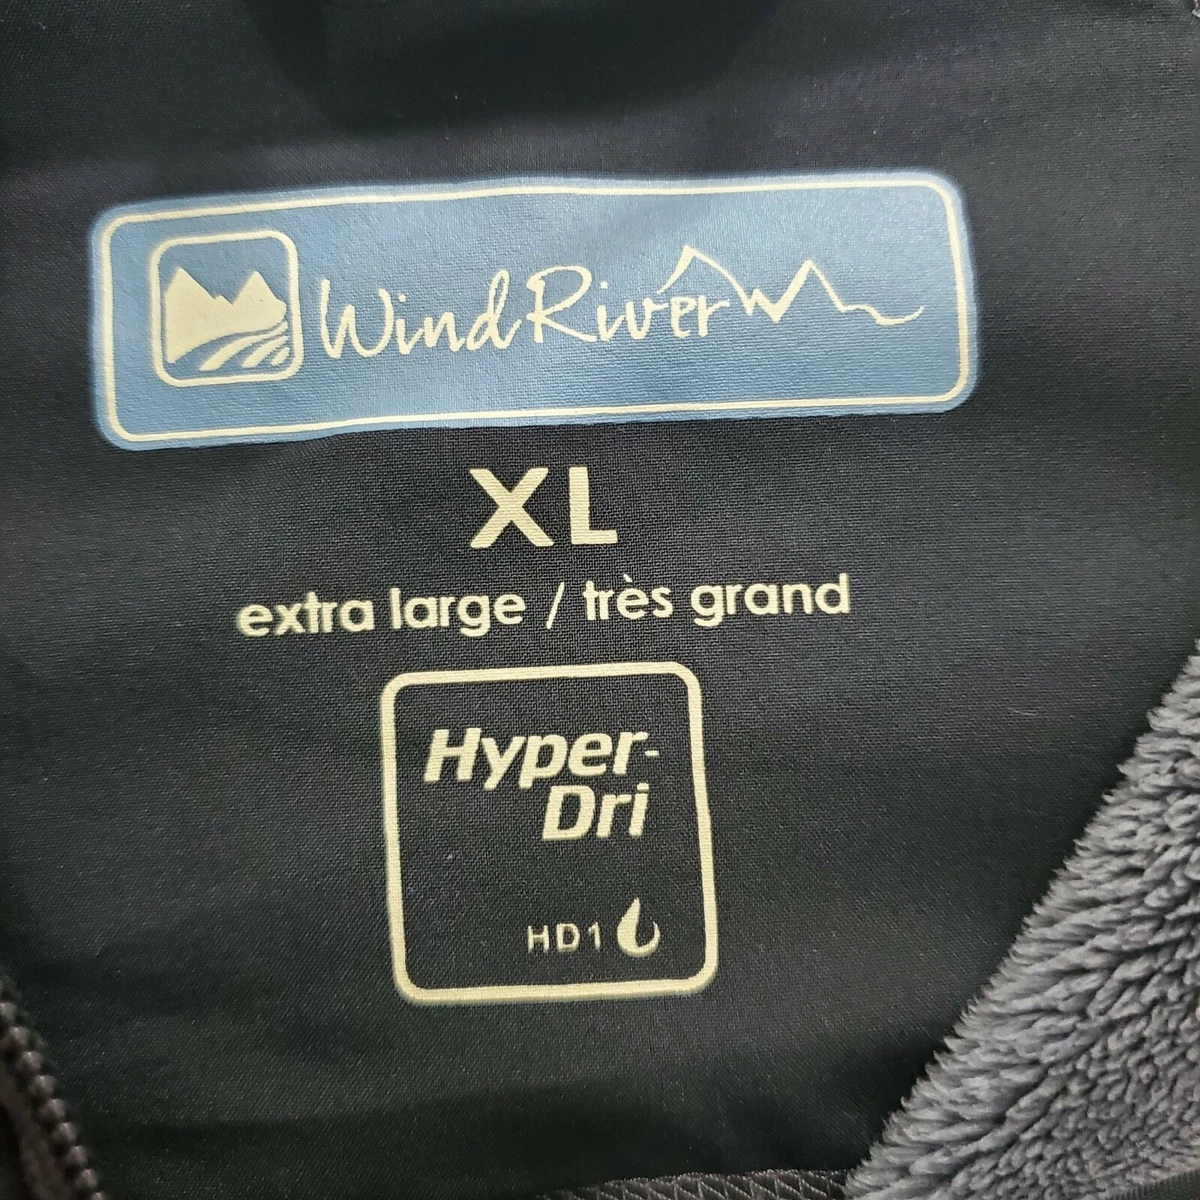 WindRiver
XL
extra large / très grand
Hyper-
Dri
HD1